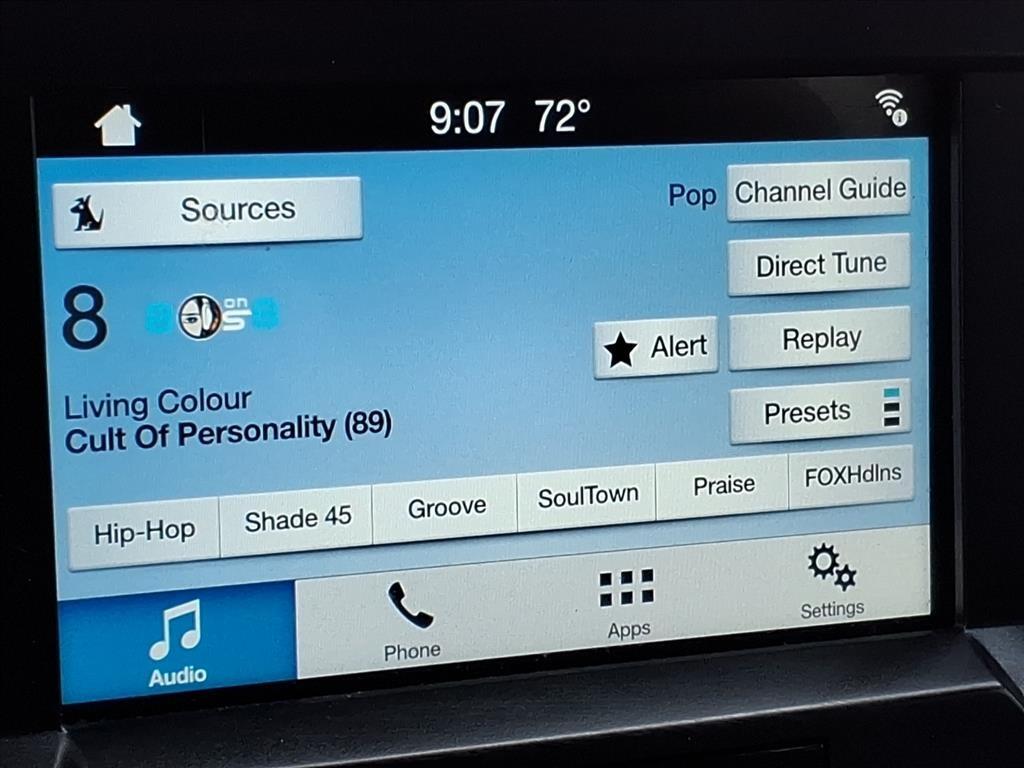 9:07 72°
Sources
Pop
Channel Guide
Direct Tune
8
on
Alert
Replay
Living Colour
Cult Of Personality (89)
Presets
Hip-Hop
Shade 45
Groove
SoulTown
Praise
FOXHdlns
Audio
Phone
Apps
Settings